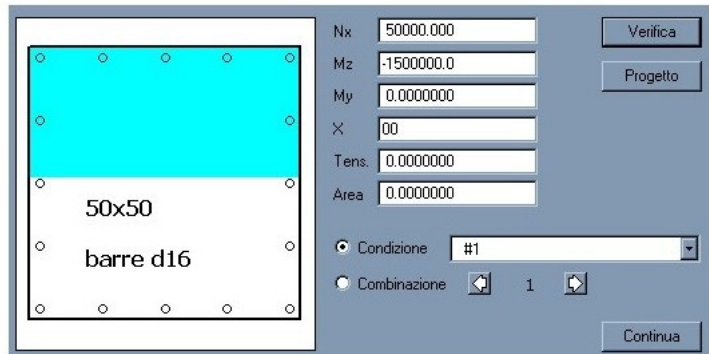 Nx 50000.000 Verifica
Mz -1500000.0 Progetto
My 0.0000000
X 00
Tens. 0.0000000
Area 0.0000000
50x50
barre d16
Condizione #1
Combinazione 1
Continua